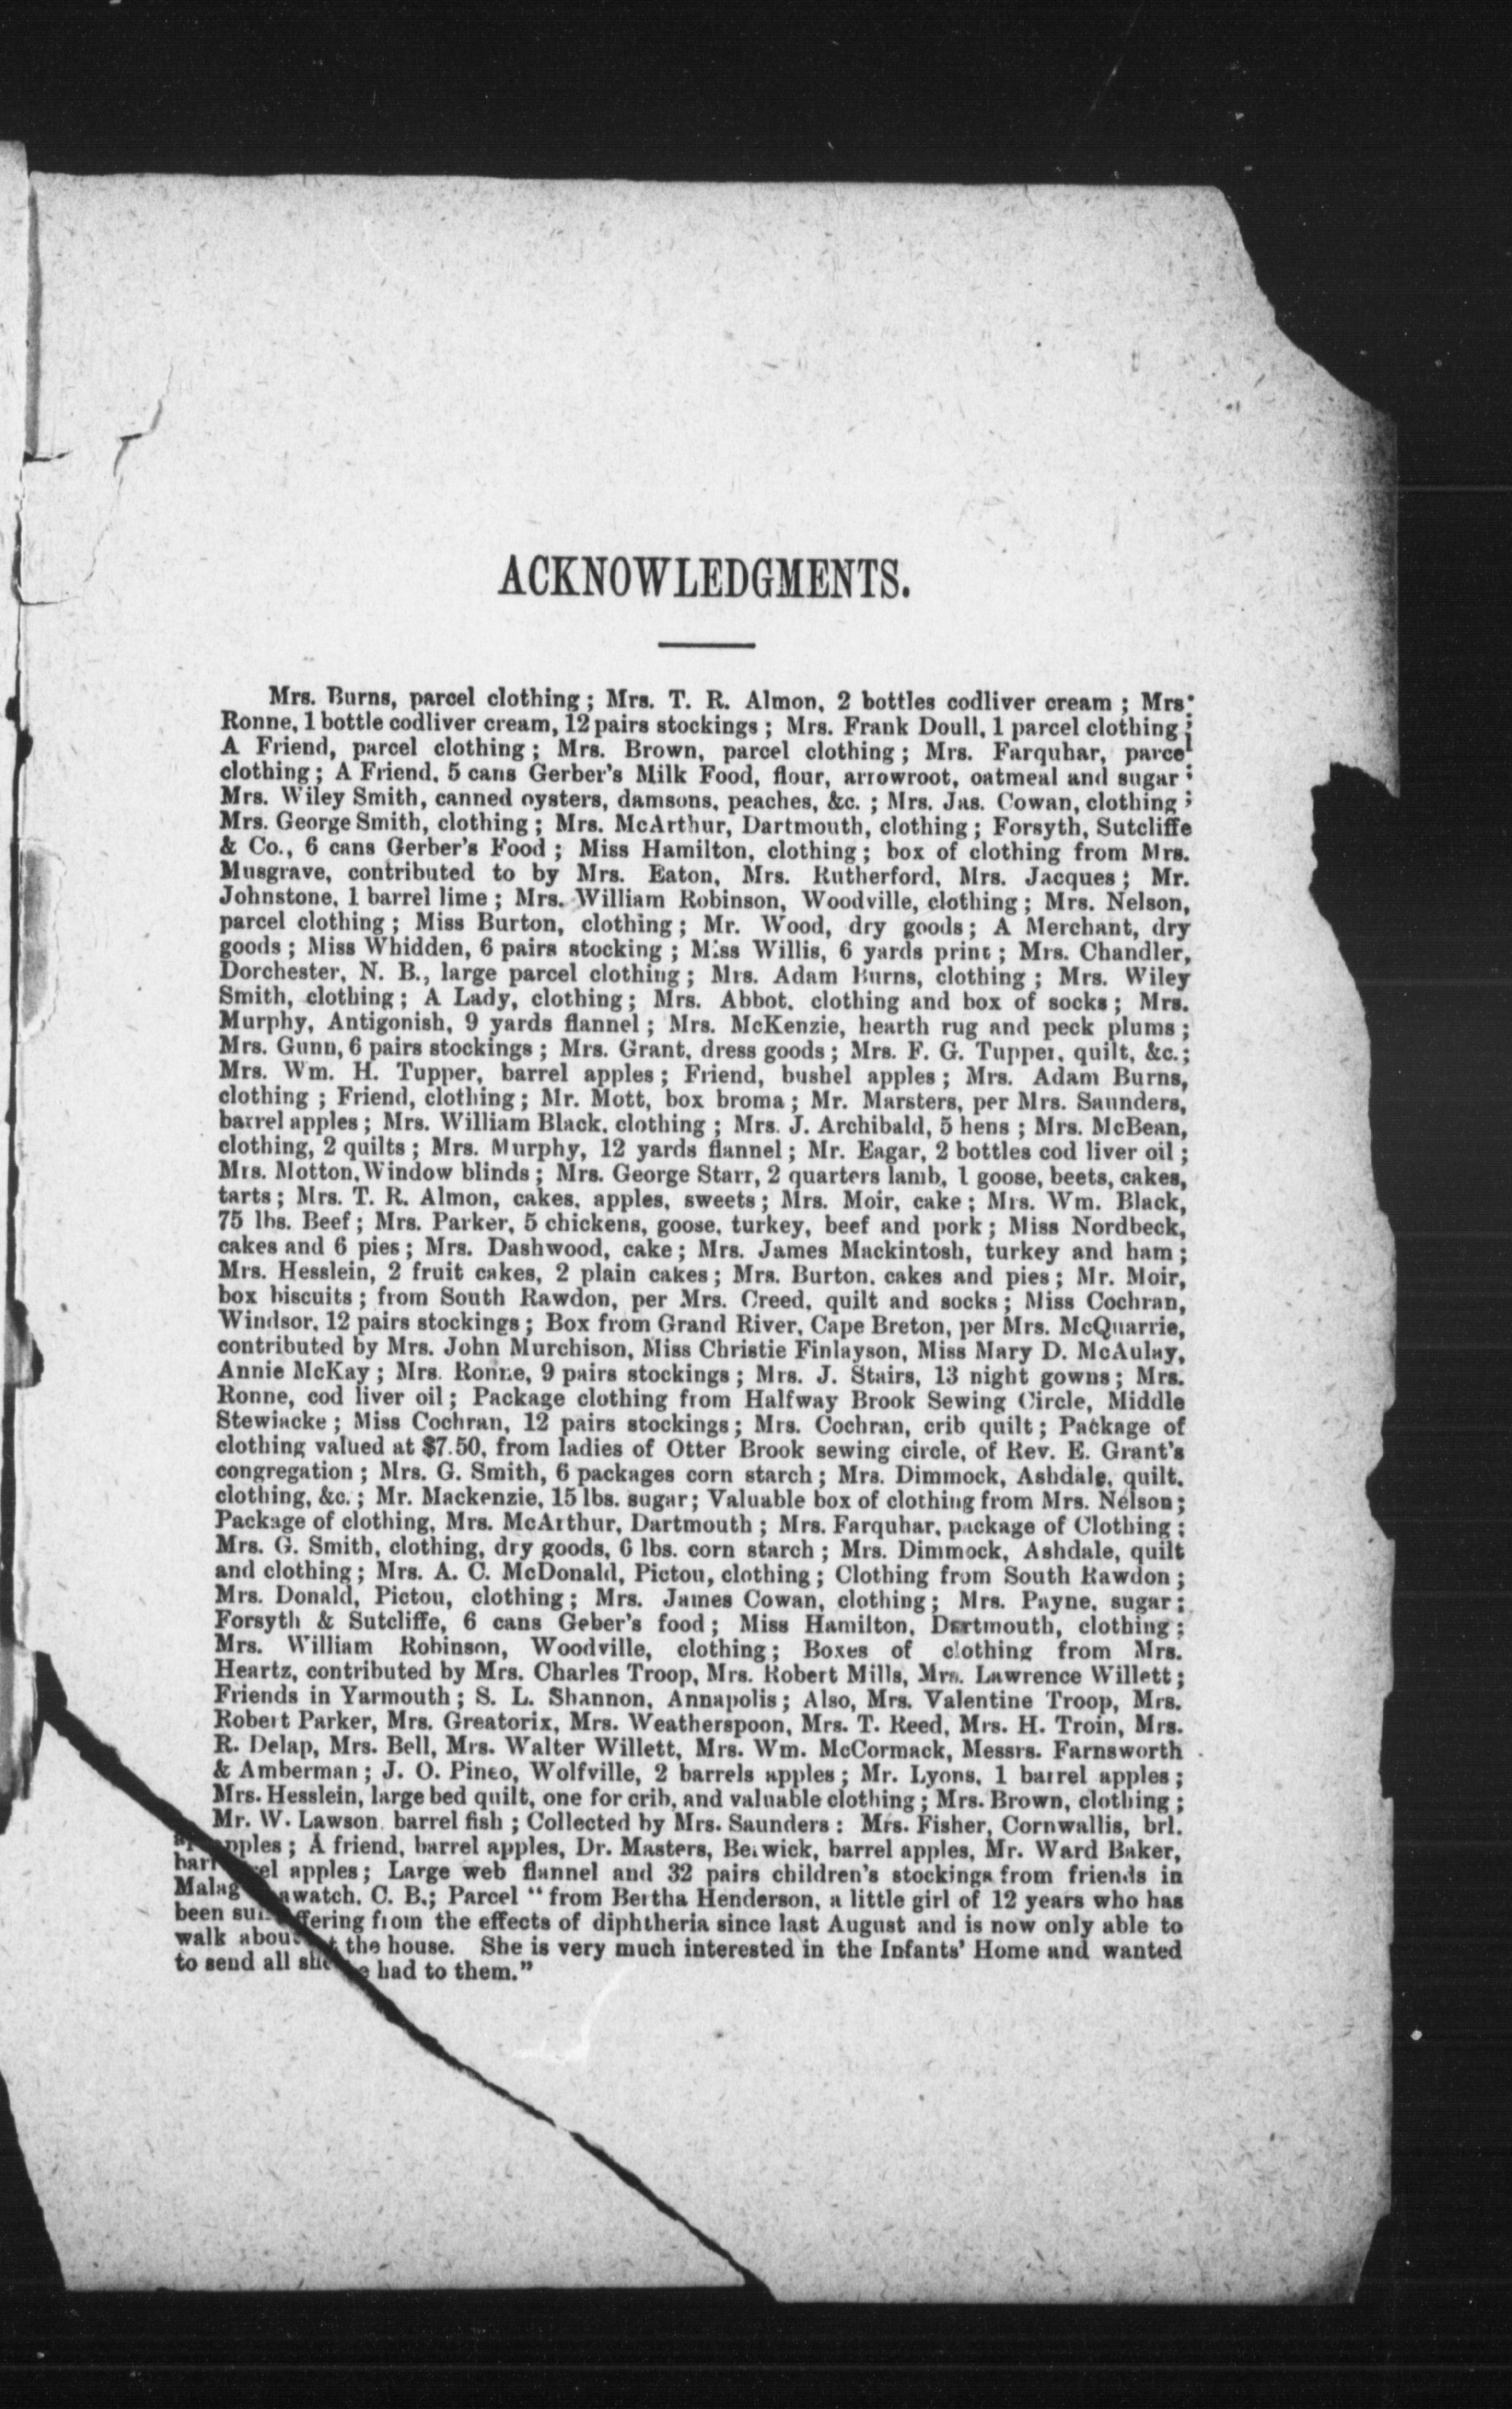 ACKNOWLEDGMENTS.
Mrs. Burns, parcel clothing; Mrs. T. R. Almon, 2 bottles codliver cream; Mrs.
Ronne, 1 bottle codliver cream, 12 pairs stockings; Mrs. Frank Doull, 1 parcel clothing;
A Friend, parcel clothing; Mrs. Brown, parcel clothing; Mrs. Farquhar, parcel
clothing; A Friend, 5 cans Gerber's Milk Food, flour, arrowroot, oatmeal and sugar;
Mrs. Wiley Smith, canned oysters, damsons, peaches, &c.; Mrs. Jas. Cowan, clothing;
Mrs. George Smith, clothing; Mrs. McArthur, Dartmouth, clothing; Forsyth, Sutcliffe
& Co., 6 cans Gerber's Food; Miss Hamilton, clothing; box of clothing from Mrs.
Musgrave, contributed to by Mrs. Eaton, Mrs. Rutherford, Mrs. Jacques; Mr.
Johnstone, 1 barrel lime; Mrs. William Robinson, Woodville, clothing; Mrs. Nelson,
parcel clothing; Miss Burton, clothing; Mr. Wood, dry goods; A Merchant, dry
goods; Miss Whidden, 6 pairs stocking; Miss Willis, 6 yards print; Mrs. Chandler,
Dorchester, N. B., large parcel clothing; Mrs. Adam Burns, clothing; Mrs. Wiley
Smith, clothing; A Lady, clothing; Mrs. Abbot, clothing and box of socks; Mrs.
Murphy, Antigonish, 9 yards flannel; Mrs. McKenzie, hearth rug and peck plums;
Mrs. Gunn, 6 pairs stockings; Mrs. Grant, dress goods; Mrs. F. G. Tupper, quilt, &c.;
Mrs. Wm. H. Tupper, barrel apples; Friend, bushel apples; Mrs. Adam Burns,
clothing; Friend, clothing; Mr. Mott, box broma; Mr. Marsters, per Mrs. Saunders,
barrel apples; Mrs. William Black, clothing; Mrs. J. Archibald, 5 hens; Mrs. McBean,
clothing, 2 quilts; Mrs. Murphy, 12 yards flannel; Mr. Eagar, 2 bottles cod liver oil;
Mrs. Motton, Window blinds; Mrs. George Starr, 2 quarters lamb, 1 goose, beets, cakes,
tarts; Mrs. T. R. Almon, cakes, apples, sweets; Mrs. Moir, cake; Mrs. Wm. Black,
75 lbs. Beef; Mrs. Parker, 5 chickens, goose, turkey, beef and pork; Miss Nordbeck,
cakes and 6 pies; Mrs. Dashwood, cake; Mrs. James Mackintosh, turkey and ham;
Mrs. Hesslein, 2 fruit cakes, 2 plain cakes; Mrs. Burton, cakes and pies; Mr. Moir,
box biscuits; from South Rawdon, per Mrs. Creed, quilt and socks; Miss Cochran,
Windsor, 12 pairs stockings; Box from Grand River, Cape Breton, per Mrs. McQuarrie,
contributed by Mrs. John Murchison, Miss Christie Finlayson, Miss Mary D. McAulay,
Annie McKay; Mrs. Ronne, 9 pairs stockings; Mrs. J. Stairs, 13 night gowns; Mrs.
Ronne, cod liver oil; Package clothing from Halfway Brook Sewing Circle, Middle
Stewiacke; Miss Cochran, 12 pairs stockings; Mrs. Cochran, crib quilt; Package of
clothing valued at $7.50, from ladies of Otter Brook sewing circle, of Rev. E. Grant's
congregation; Mrs. G. Smith, 6 packages corn starch; Mrs. Dimmock, Ashdale, quilt.
clothing, &c.; Mr. Mackenzie, 15 lbs. sugar; Valuable box of clothing from Mrs. Nelson;
Package of clothing, Mrs. McArthur, Dartmouth; Mrs. Farquhar, package of Clothing;
Mrs. G. Smith, clothing, dry goods, 6 lbs. corn starch; Mrs. Dimmock, Ashdale, quilt
and clothing; Mrs. A. C. McDonald, Pictou, clothing; Clothing from South Rawdon;
Mrs. Donald, Pictou, clothing; Mrs. James Cowan, clothing; Mrs. Payne, sugar;
Forsyth & Sutcliffe, 6 cans Geber's food; Miss Hamilton, Dartmouth, clothing;
Mrs. William Robinson, Woodville, clothing; Boxes of clothing from Mrs.
Heartz, contributed by Mrs. Charles Troop, Mrs. Robert Mills, Mrs. Lawrence Willett;
Friends in Yarmouth; S. L. Shannon, Annapolis; Also, Mrs. Valentine Troop, Mrs.
Robert Parker, Mrs. Greatorix, Mrs. Weatherspoon, Mrs. T. Reed, Mrs. H. Troin, Mrs.
R. Delap, Mrs. Bell, Mrs. Walter Willett, Mrs. Wm. McCormack, Messrs. Farnsworth
& Amberman; J. O. Pineo, Wolfville, 2 barrels apples; Mr. Lyons, 1 barrel apples;
Mrs. Hesslein, large bed quilt, one for crib, and valuable clothing; Mrs. Brown, clothing;
Mr. W. Lawson, barrel fish; Collected by Mrs. Saunders: Mrs. Fisher, Cornwallis, brl.
apples; A friend, barrel apples, Dr. Masters, Berwick, barrel apples, Mr. Ward Baker,
barrel apples; Large web flannel and 32 pairs children's stockings from friends in
Malagawatch, C. B.; Parcel "from Bertha Henderson, a little girl of 12 years who has
been suffering from the effects of diphtheria since last August and is now only able to
walk about the house. She is very much interested in the Infants' Home and wanted
to send all she had to them."